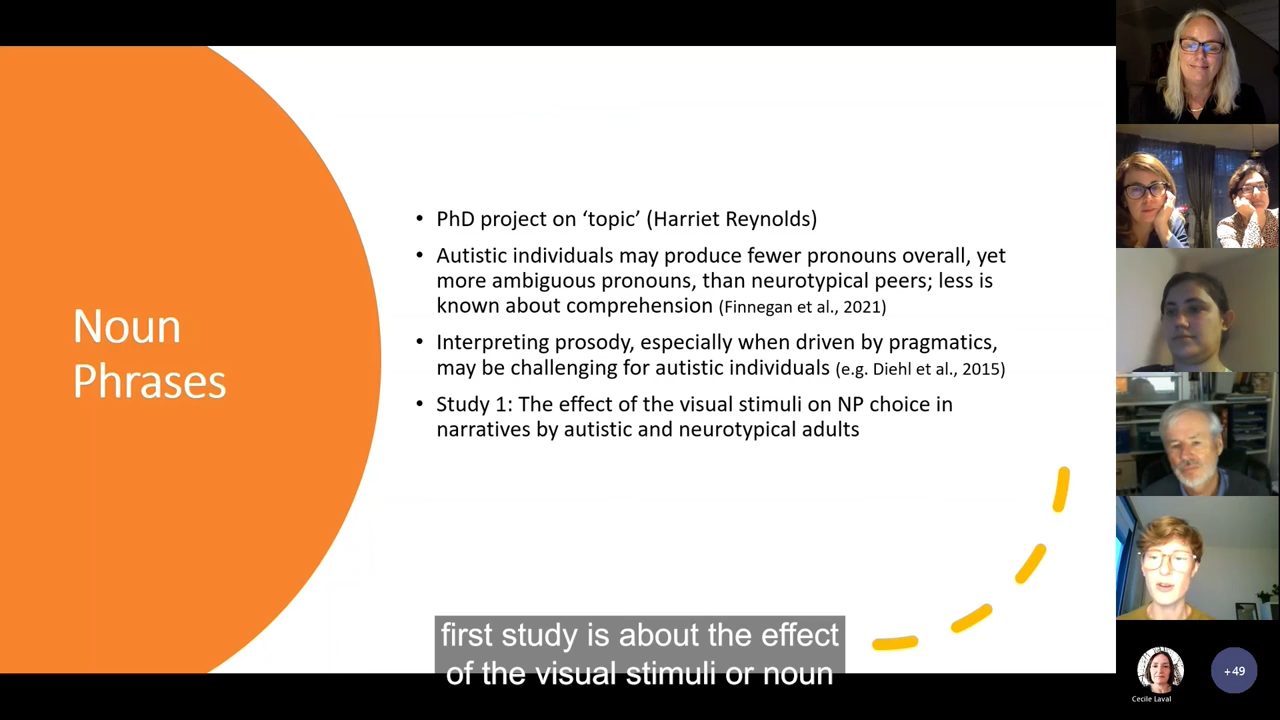 Noun
Phrases
• PhD project on ‘topic’ (Harriet Reynolds)
• Autistic individuals may produce fewer pronouns overall, yet
more ambiguous pronouns, than neurotypical peers; less is
known about comprehension (Finnegan et al., 2021)
• Interpreting prosody, especially when driven by pragmatics,
may be challenging for autistic individuals (e.g. Diehl et al., 2015)
• Study 1: The effect of the visual stimuli on NP choice in
narratives by autistic and neurotypical adults
first study is about the effect
of the visual stimuli or noun
Cecile Laval
+49